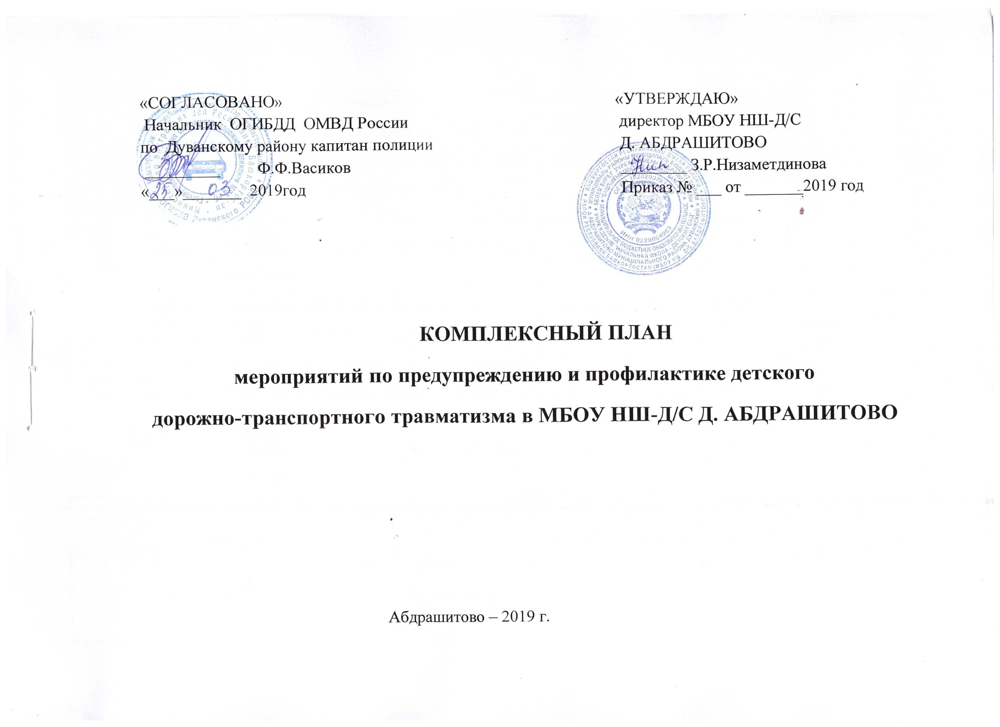 «СОГЛАСОВАНО»
Начальник ОГИБДД ОМВД России
по Дуванскому району капитан полиции
_________ Ф.Ф.Васиков
«25» 03 2019год
«УТВЕРЖДАЮ»
директор МБОУ НШ-Д/С
Д. АБДРАШИТОВО
________ З.Р.Низаметдинова
Приказ № ___ от _______2019 год
ИНН 0220004963
КОМПЛЕКСНЫЙ ПЛАН
мероприятий по предупреждению и профилактике детского
дорожно-транспортного травматизма в МБОУ НШ-Д/С Д. АБДРАШИТОВО
Абдрашитово – 2019 г.